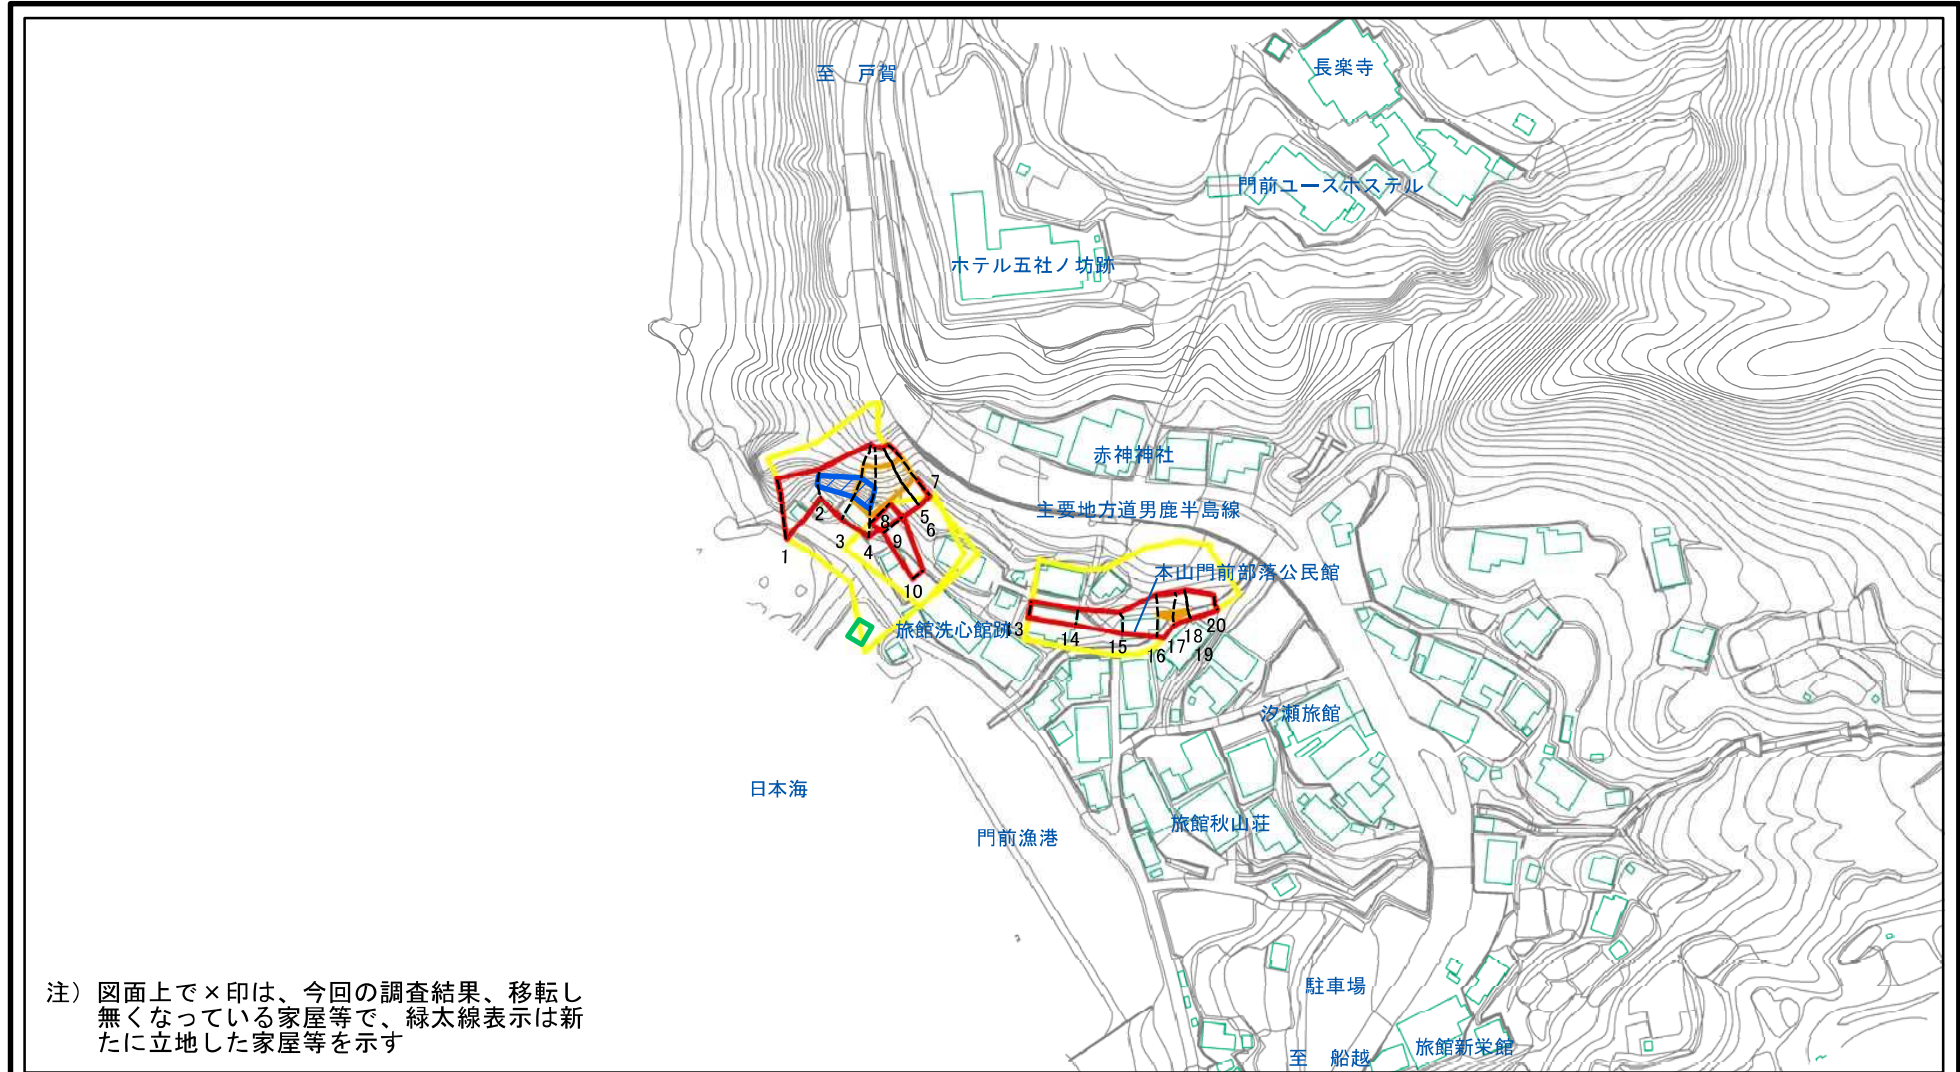 至　戸賀
長楽寺
門前ユースホステル
ホテル五社ノ坊跡
赤神神社
主要地方道男鹿半島線
本山門前部落公民館
1
2
3
4
5
6
7
8
9
10
旅館洗心館跡
13
14
15
16
17
18
19
20
汐瀬旅館
日本海
門前漁港
旅館秋山荘
駐車場
至　船越
旅館新栄館
注）図面上で×印は、今回の調査結果、移転し
無くなっている家屋等で、緑太線表示は新
たに立地した家屋等を示す